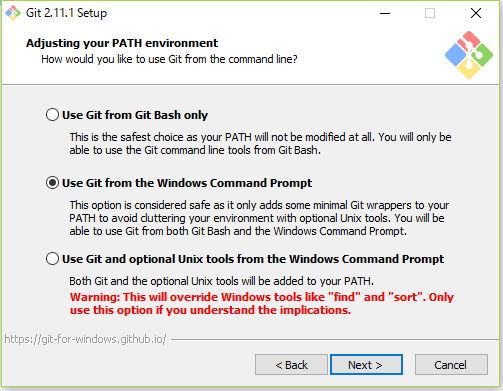 Git 2.11.1 Setup
Adjusting your PATH environment
How would you like to use Git from the command line?
Use Git from Git Bash only
This is the safest choice as your PATH will not be modified at all. You will only be
able to use the Git command line tools from Git Bash.
Use Git from the Windows Command Prompt
This option is considered safe as it only adds some minimal Git wrappers to your
PATH to avoid cluttering your environment with optional Unix tools. You will be
able to use Git from both Git Bash and the Windows Command Prompt.
Use Git and optional Unix tools from the Windows Command Prompt
Both Git and the optional Unix tools will be added to your PATH.
Warning: This will override Windows tools like "find" and "sort". Only
use this option if you understand the implications.
https://git-for-windows.github.io/
< Back Next > Cancel